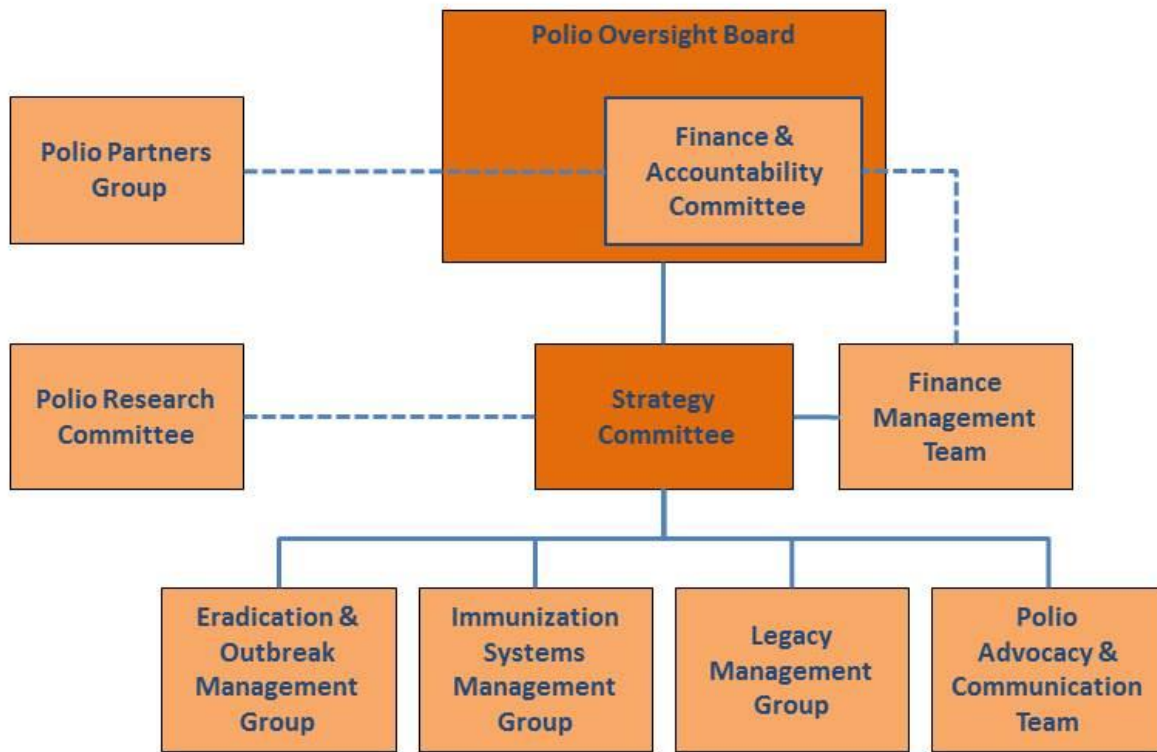 Polio Oversight Board
Polio Partners
Group
Finance &
Accountability
Committee
Polio Research
Committee
Strategy
Committee
Finance
Management
Team
Eradication &
Outbreak
Management
Group
Immunization
Systems
Management
Group
Legacy
Management
Group
Polio
Advocacy &
Communication
Team